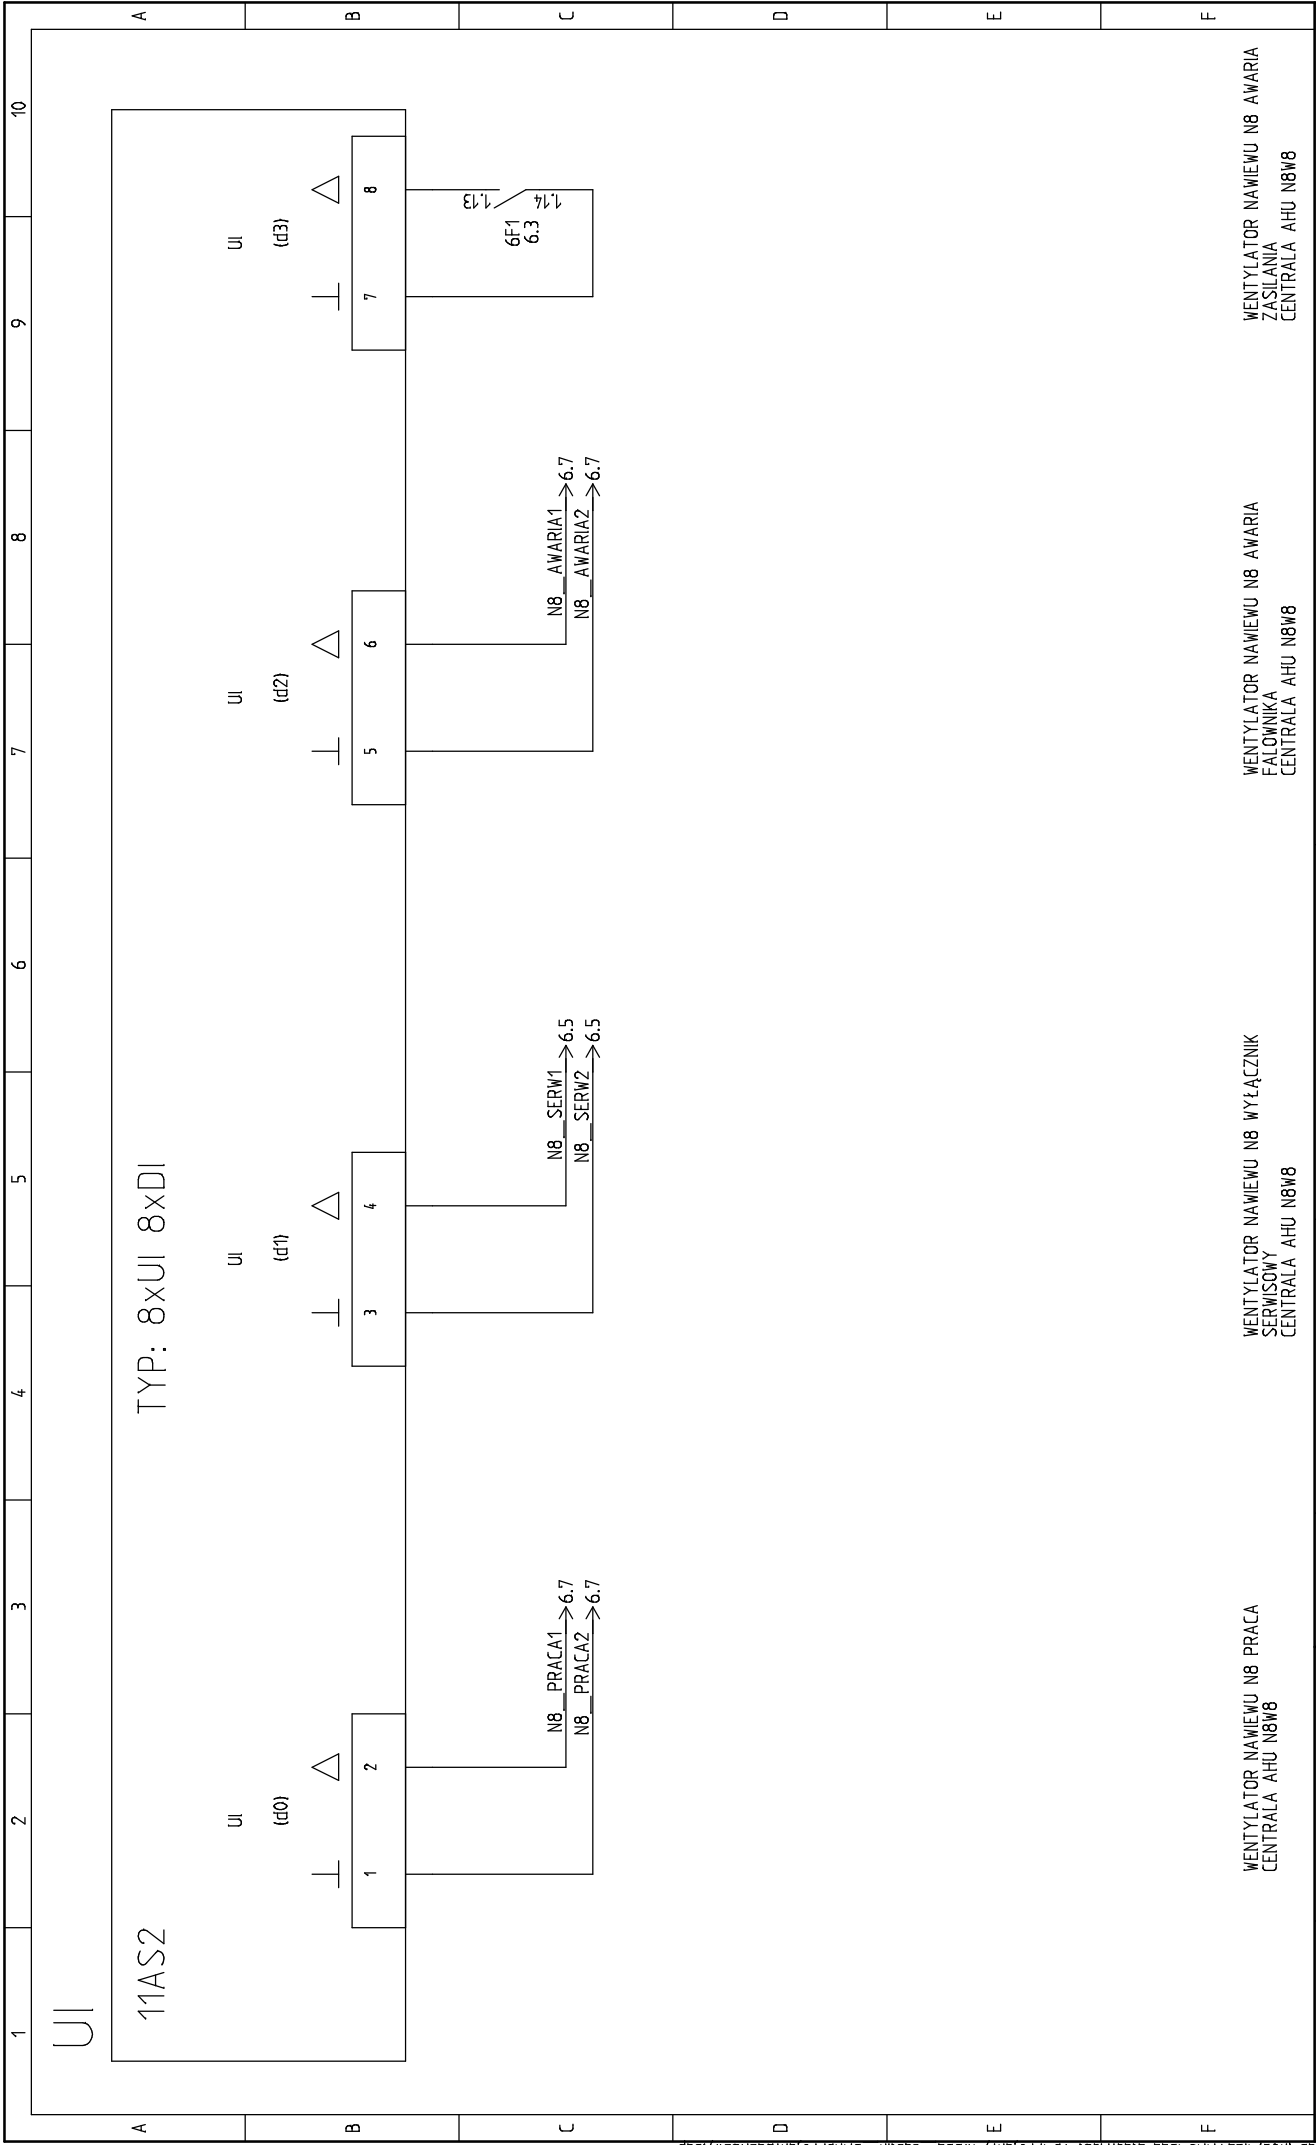 1 2 3 4 5 6 7 8 9 10
A
B
C
D
E
F
UI
11AS2
TYP: 8xUI 8xDI
UI
(d0)
1 2
N8_PRACA1
6.7
N8_PRACA2
6.7
WENTYLATOR NAWIEWU N8 PRACA
CENTRALA AHU N8W8
UI
(d1)
3 4
N8_SERW1
6.5
N8_SERW2
6.5
WENTYLATOR NAWIEWU N8 WYŁĄCZNIK
SERWISOWY
CENTRALA AHU N8W8
UI
(d2)
5 6
N8_AWARIA1
6.7
N8_AWARIA2
6.7
WENTYLATOR NAWIEWU N8 AWARIA
FALOWNIKA
CENTRALA AHU N8W8
UI
(d3)
7 8
1.13
6F1
6.3
1.14
WENTYLATOR NAWIEWU N8 AWARIA
ZASILANIA
CENTRALA AHU N8W8
A
B
C
D
E
F